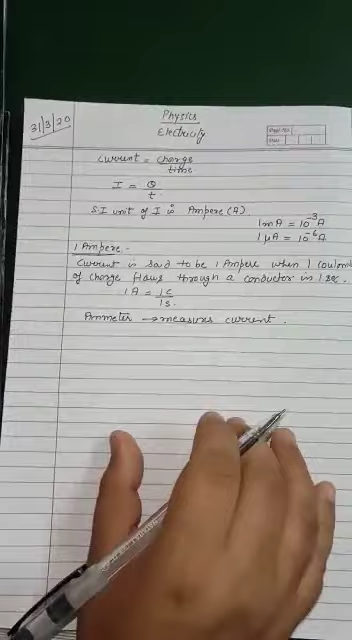 31/3/20
Physics
Electricity
Page No.
Date
Current = charge
time
I = Q
t.
S.I unit of I is Ampere (A)
1mA = 10⁻³A
1μA = 10⁻⁶A
1 Ampere -
Current is said to be 1 Ampere when 1 coulomb
of charge flows through a conductor in 1 sec.
1A = 1C
1s.
Ammeter → measures current.